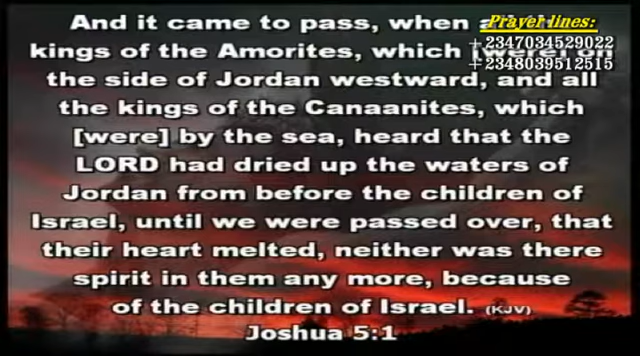 And it came to pass, when a
kings of the Amorites, which [were] on
the side of Jordan westward, and all
the kings of the Canaanites, which
[were] by the sea, heard that the
LORD had dried up the waters of
Jordan from before the children of
Israel, until we were passed over, that
their heart melted, neither was there
spirit in them any more, because
of the children of Israel. (KJV)
Joshua 5:1
Prayer lines:
+2347034529022
+2348039512515